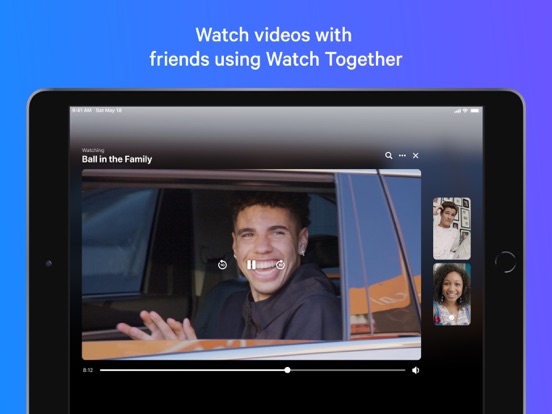 Watch videos with
friends using Watch Together
9:41 AM Sat May 18
Watching
Ball in the Family
8:12